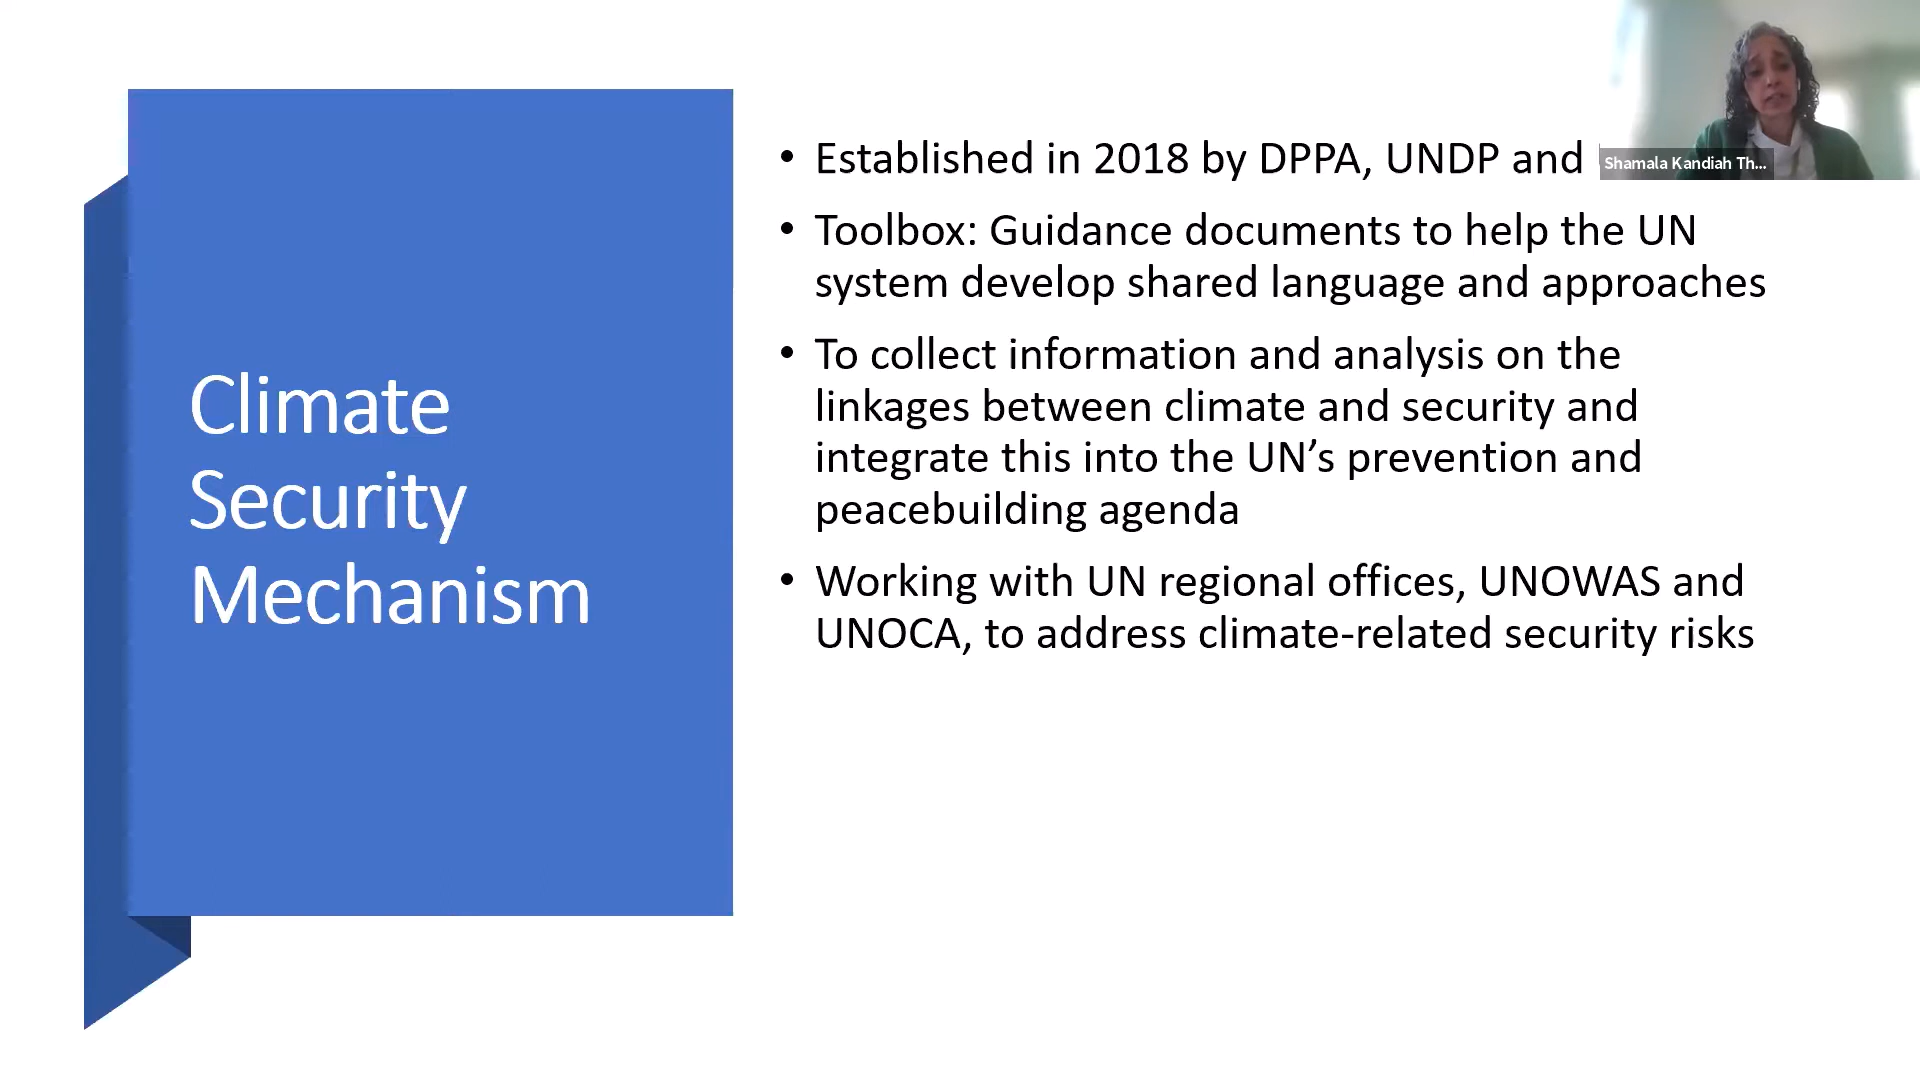 Climate
Security
Mechanism
• Established in 2018 by DPPA, UNDP and
• Toolbox: Guidance documents to help the UN
system develop shared language and approaches
• To collect information and analysis on the
linkages between climate and security and
integrate this into the UN’s prevention and
peacebuilding agenda
• Working with UN regional offices, UNOWAS and
UNOCA, to address climate-related security risks
Shamala Kandiah Th...